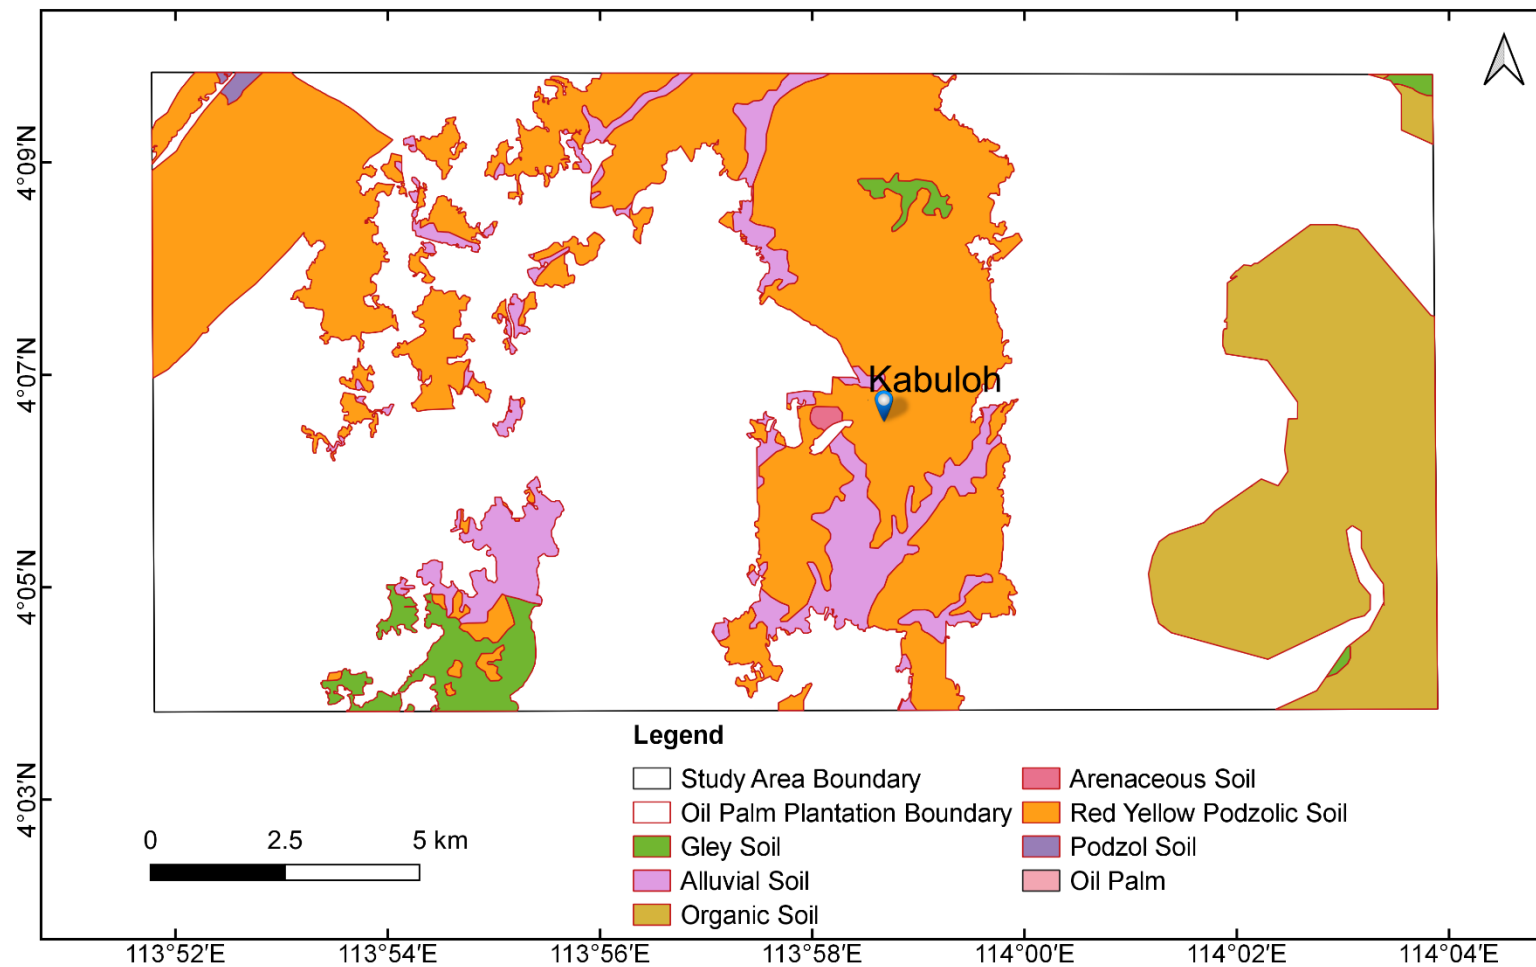 4°09′N
4°07′N
4°05′N
4°03′N
Kabuloh
Legend
Study Area Boundary
Oil Palm Plantation Boundary
Gley Soil
Alluvial Soil
Organic Soil
Arenaceous Soil
Red Yellow Podzolic Soil
Podzol Soil
Oil Palm
0 2.5 5 km
113°52′E 113°54′E 113°56′E 113°58′E 114°00′E 114°02′E 114°04′E